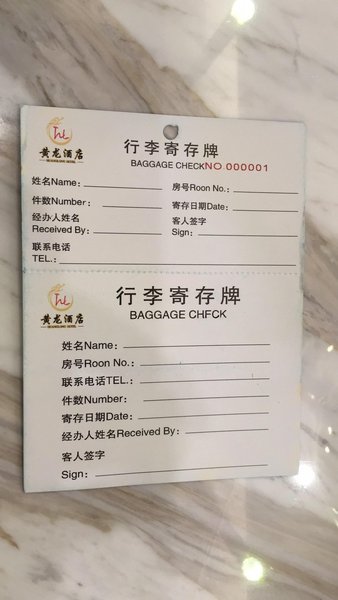 行李寄存牌
黄龙酒店
BAGGAGE CHECK NO.000001
姓名Name：
房号Roon No.：
件数Number：
寄存日期Date：
经办人姓名
客人签字
Received By：
Sign：
联系电话
TEL.：
行李寄存牌
BAGGAGE CHFCK
黄龙酒店
姓名Name：
房号Roon No.：
联系电话TEL.：
件数Number：
寄存日期Date：
经办人姓名Received By：
客人签字
Sign：